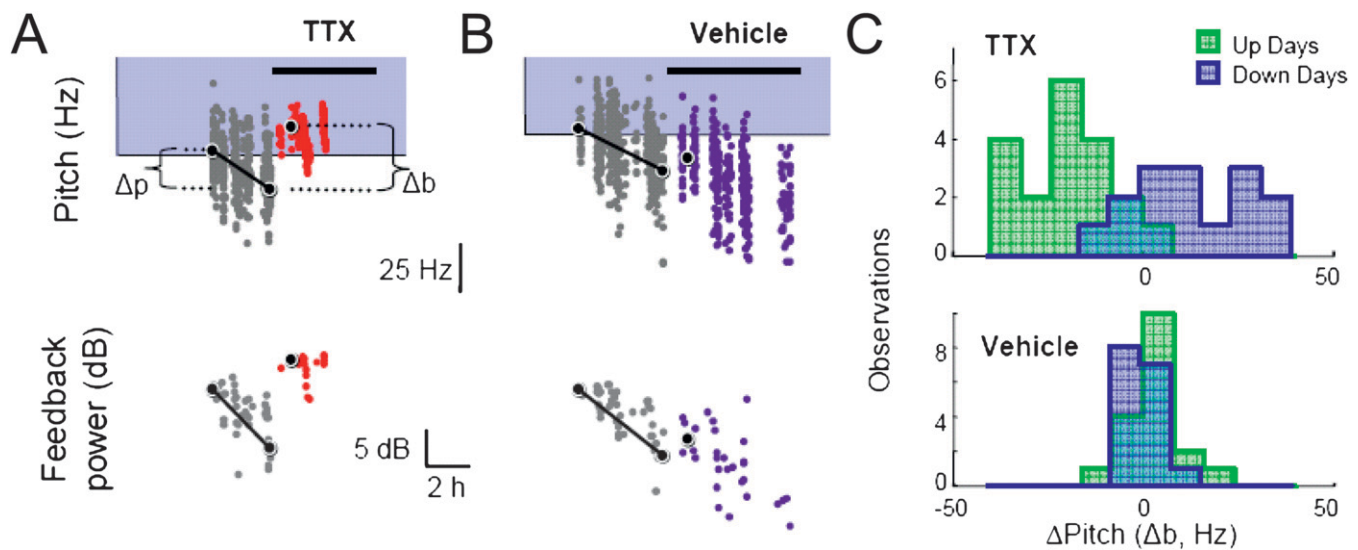 A
TTX
Pitch (Hz)
Δp
Δb
25 Hz
Feedback
power (dB)
5 dB
2 h
B
Vehicle
C
TTX
Up Days
Down Days
6
4
2
0
0
50
Observations
Vehicle
8
4
2
0
-50
0
50
ΔPitch (Δb, Hz)